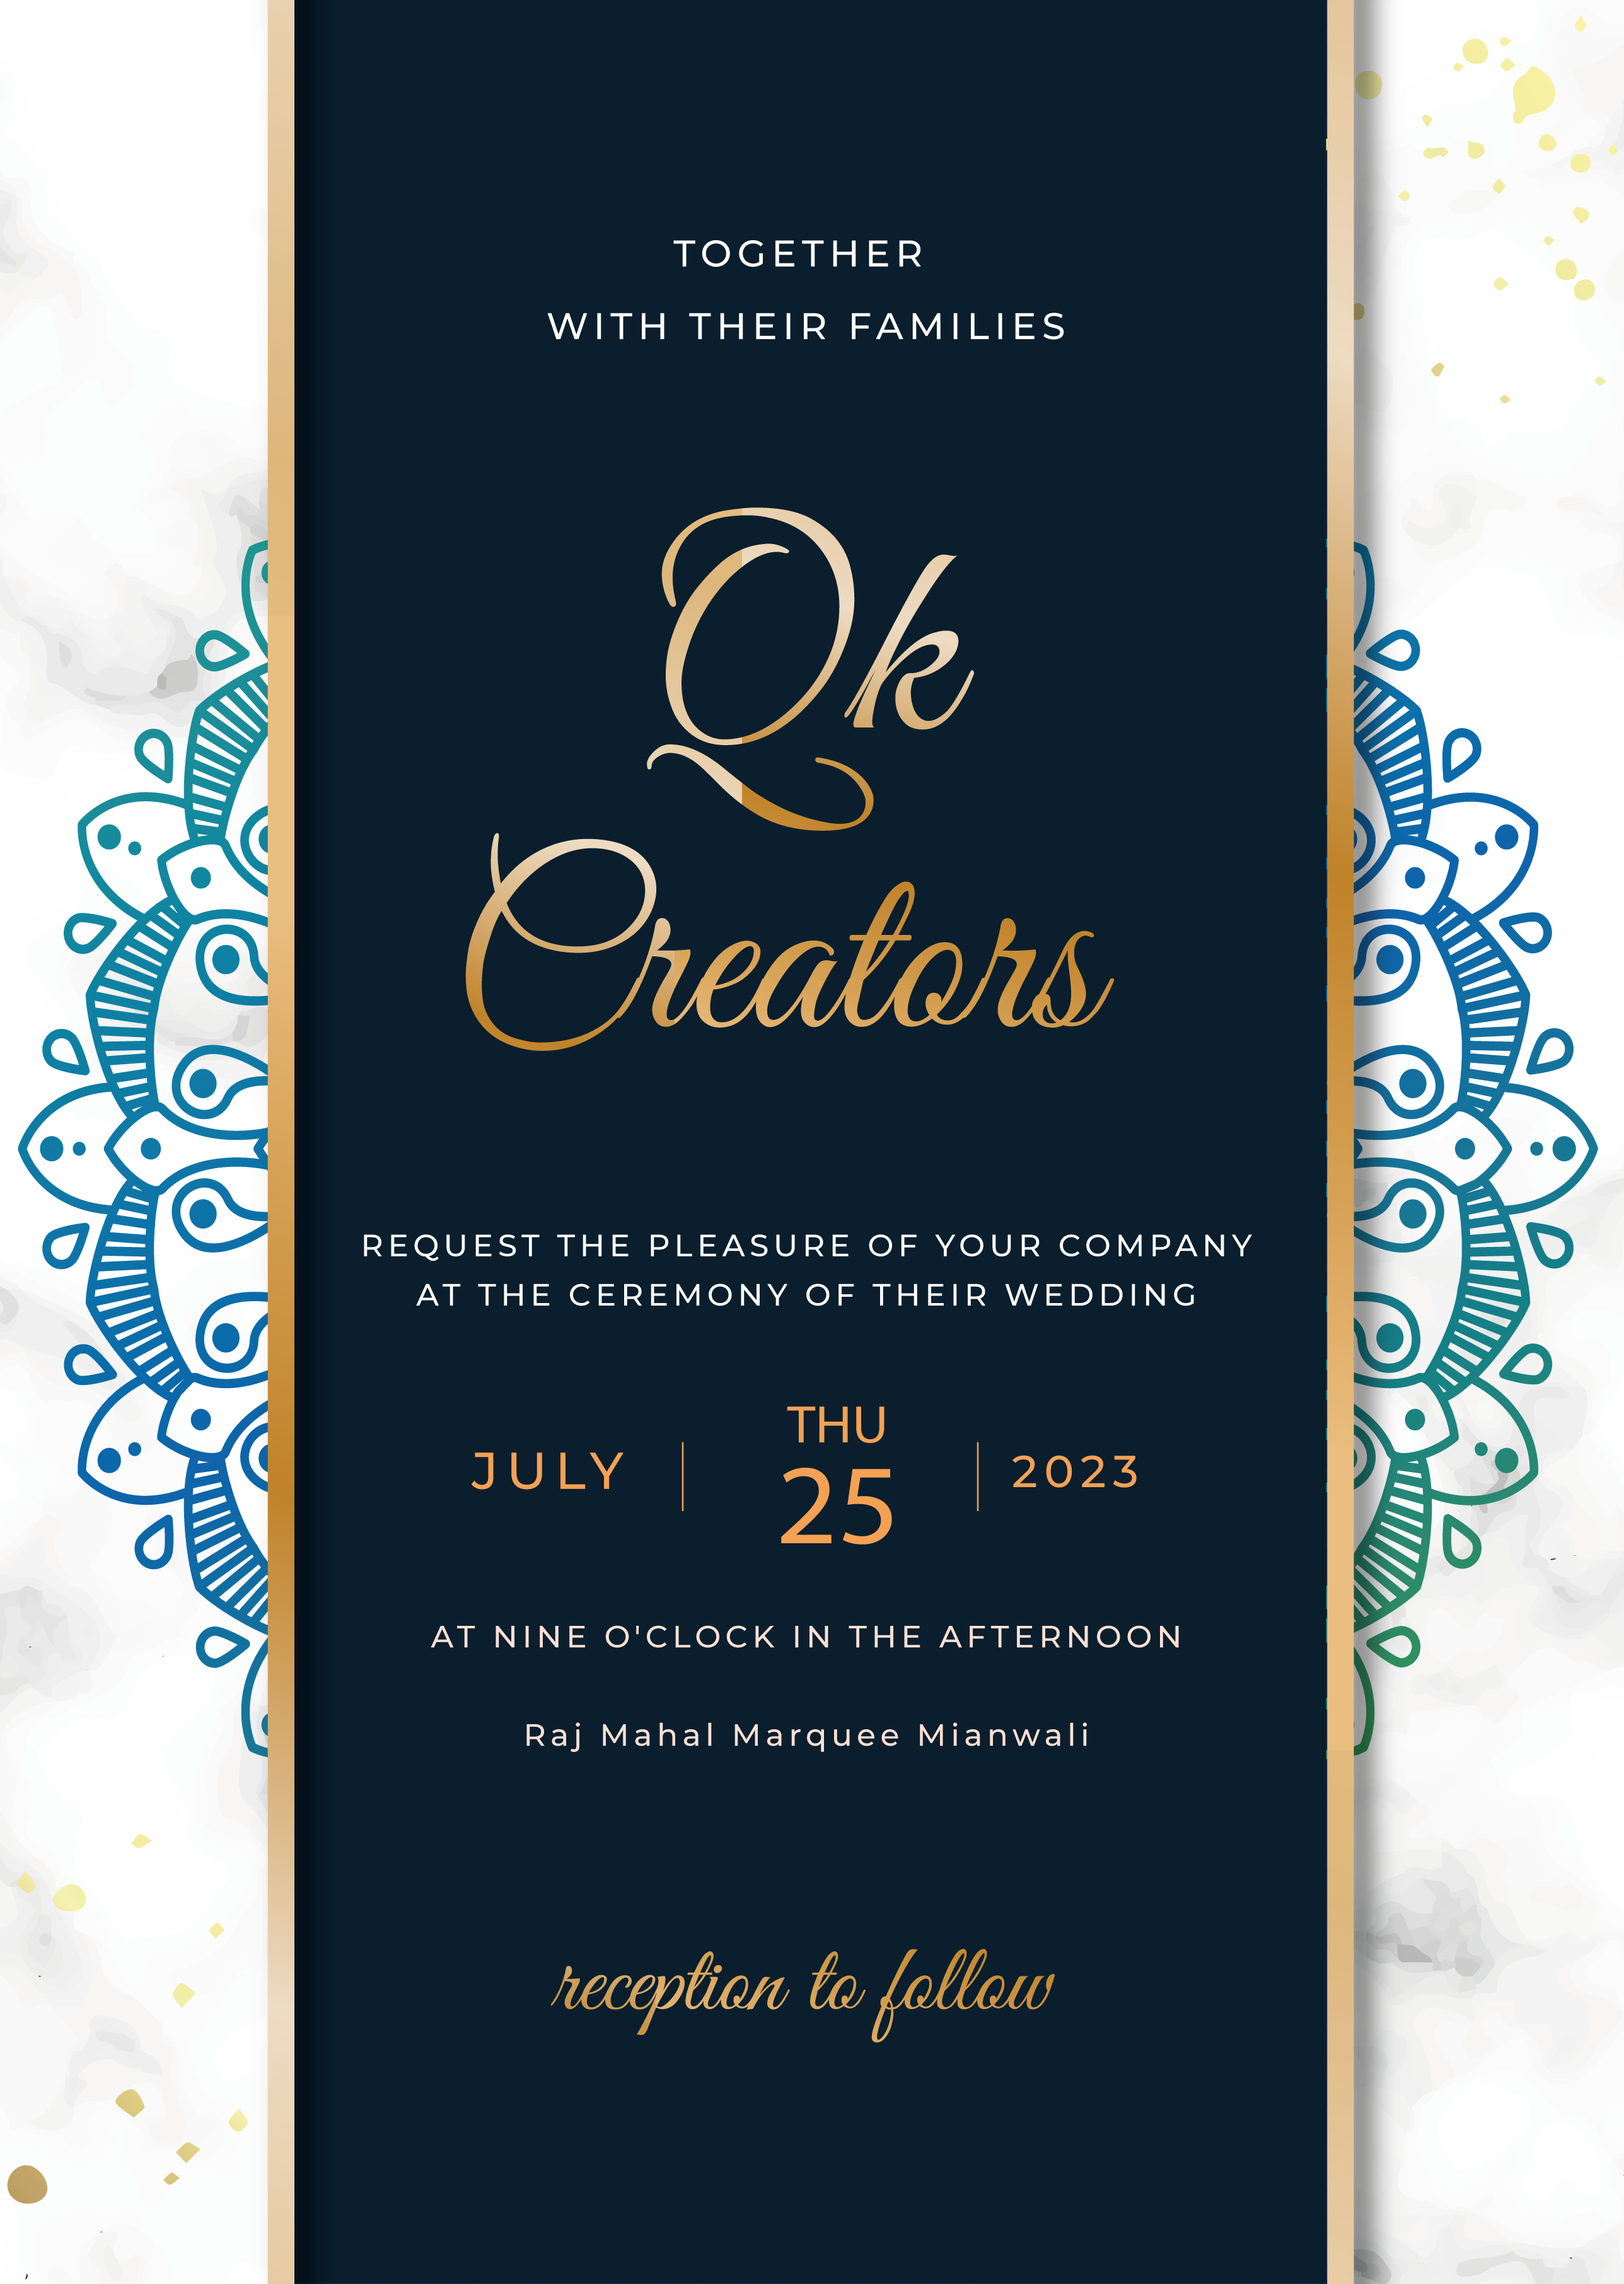 TOGETHER
WITH THEIR FAMILIES
Qk
Creators
REQUEST THE PLEASURE OF YOUR COMPANY
AT THE CEREMONY OF THEIR WEDDING
THU
JULY 25 2023
AT NINE O'CLOCK IN THE AFTERNOON
Raj Mahal Marquee Mianwali
reception to follow